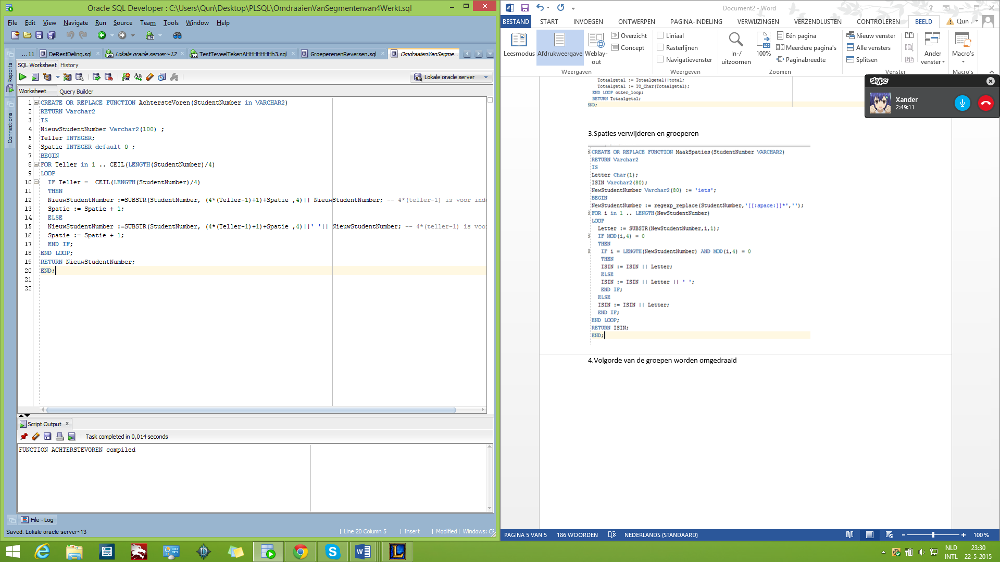 Oracle SQL Developer : C:\Users\Qun\Desktop\PLSQL\OmdraaienVanSegmentenvan4Werkt.sql
File Edit View Navigate Run Source Team Tools Window Help
...11 DeRestDeling.sql Lokale oracle server~12 TestTeveelTekenAHHHHHHHh3.sql GroeperenenReversen.sql OmdraaienVanSegme...
SQL Worksheet History
Lokale oracle server
Worksheet Query Builder
Reports
Connections
1 CREATE OR REPLACE FUNCTION AchtersteVoren(StudentNumber in VARCHAR2)
2 RETURN Varchar2
3 IS
4 NieuwStudentNumber Varchar2(100) ;
5 Teller INTEGER;
6 Spatie INTEGER default 0 ;
7 BEGIN
8 FOR Teller in 1 .. CEIL(LENGTH(StudentNumber)/4)
9 LOOP
10 IF Teller = CEIL(LENGTH(StudentNumber)/4)
11 THEN
12 NieuwStudentNumber :=SUBSTR(StudentNumber, (4*(Teller-1)+1)+Spatie ,4)|| NieuwStudentNumber; -- 4*(teller-1) is voor ind
13 Spatie := Spatie + 1;
14 ELSE
15 NieuwStudentNumber :=SUBSTR(StudentNumber, (4*(Teller-1)+1)+Spatie ,4)||' '|| NieuwStudentNumber; -- 4*(teller-1) is voo
16 Spatie := Spatie + 1;
17 END IF;
18 END LOOP;
19 RETURN NieuwStudentNumber;
20 END;
21
22
Script Output
Task completed in 0,014 seconds
FUNCTION ACHTERSTEVOREN compiled
File - Log
Saved: Lokale oracle server~13
Line 20 Column 5 Insert Modified Windows: C
Document2 - Word
BESTAND START INVOEGEN ONTWERPEN PAGINA-INDELING VERWIJZINGEN VERZENDLIJSTEN CONTROLEREN BEELD Qun .
Leesmodus Afdrukweergave Weblay-out
Overzicht
Concept
Weergaven
Liniaal
Rasterlijnen
Navigatievenster
Weergeven
In-/uitzoomen 100%
Eén pagina
Meerdere pagina's
Paginabreedte
Zoomen
Nieuw venster
Alle vensters
Splitsen
Ander venster
Venster
Macro's
Macro's
Totaalgetal := Totaalgetal||total;
Totaalgetal := TO_Char(Totaalgetal);
END LOOP outer_loop;
RETURN Totaalgetal;
END;
skype
Xander
2:49:11
3.Spaties verwijderen en groeperen
CREATE OR REPLACE FUNCTION MaakSpaties(StudentNumber VARCHAR2)
RETURN Varchar2
IS
Letter Char(1);
ISIN Varchar2(80);
NewStudentNumber Varchar2(80) := 'iets';
BEGIN
NewStudentNumber := regexp_replace(StudentNumber,'[[:space:]]*','');
FOR i in 1 .. LENGTH(NewStudentNumber)
LOOP
Letter := SUBSTR(NewStudentNumber,i,1);
IF MOD(i,4) = 0
THEN
IF i = LENGTH(NewStudentNumber) AND MOD(i,4) = 0
THEN
ISIN := ISIN || Letter;
ELSE
ISIN := ISIN || Letter || ' ';
END IF;
ELSE
ISIN := ISIN || Letter;
END IF;
END LOOP;
RETURN ISIN;
END;
4.Volgorde van de groepen worden omgedraaid
PAGINA 5 VAN 5 186 WOORDEN NEDERLANDS (STANDAARD) 100 %
NLD 23:30
INTL 22-5-2015